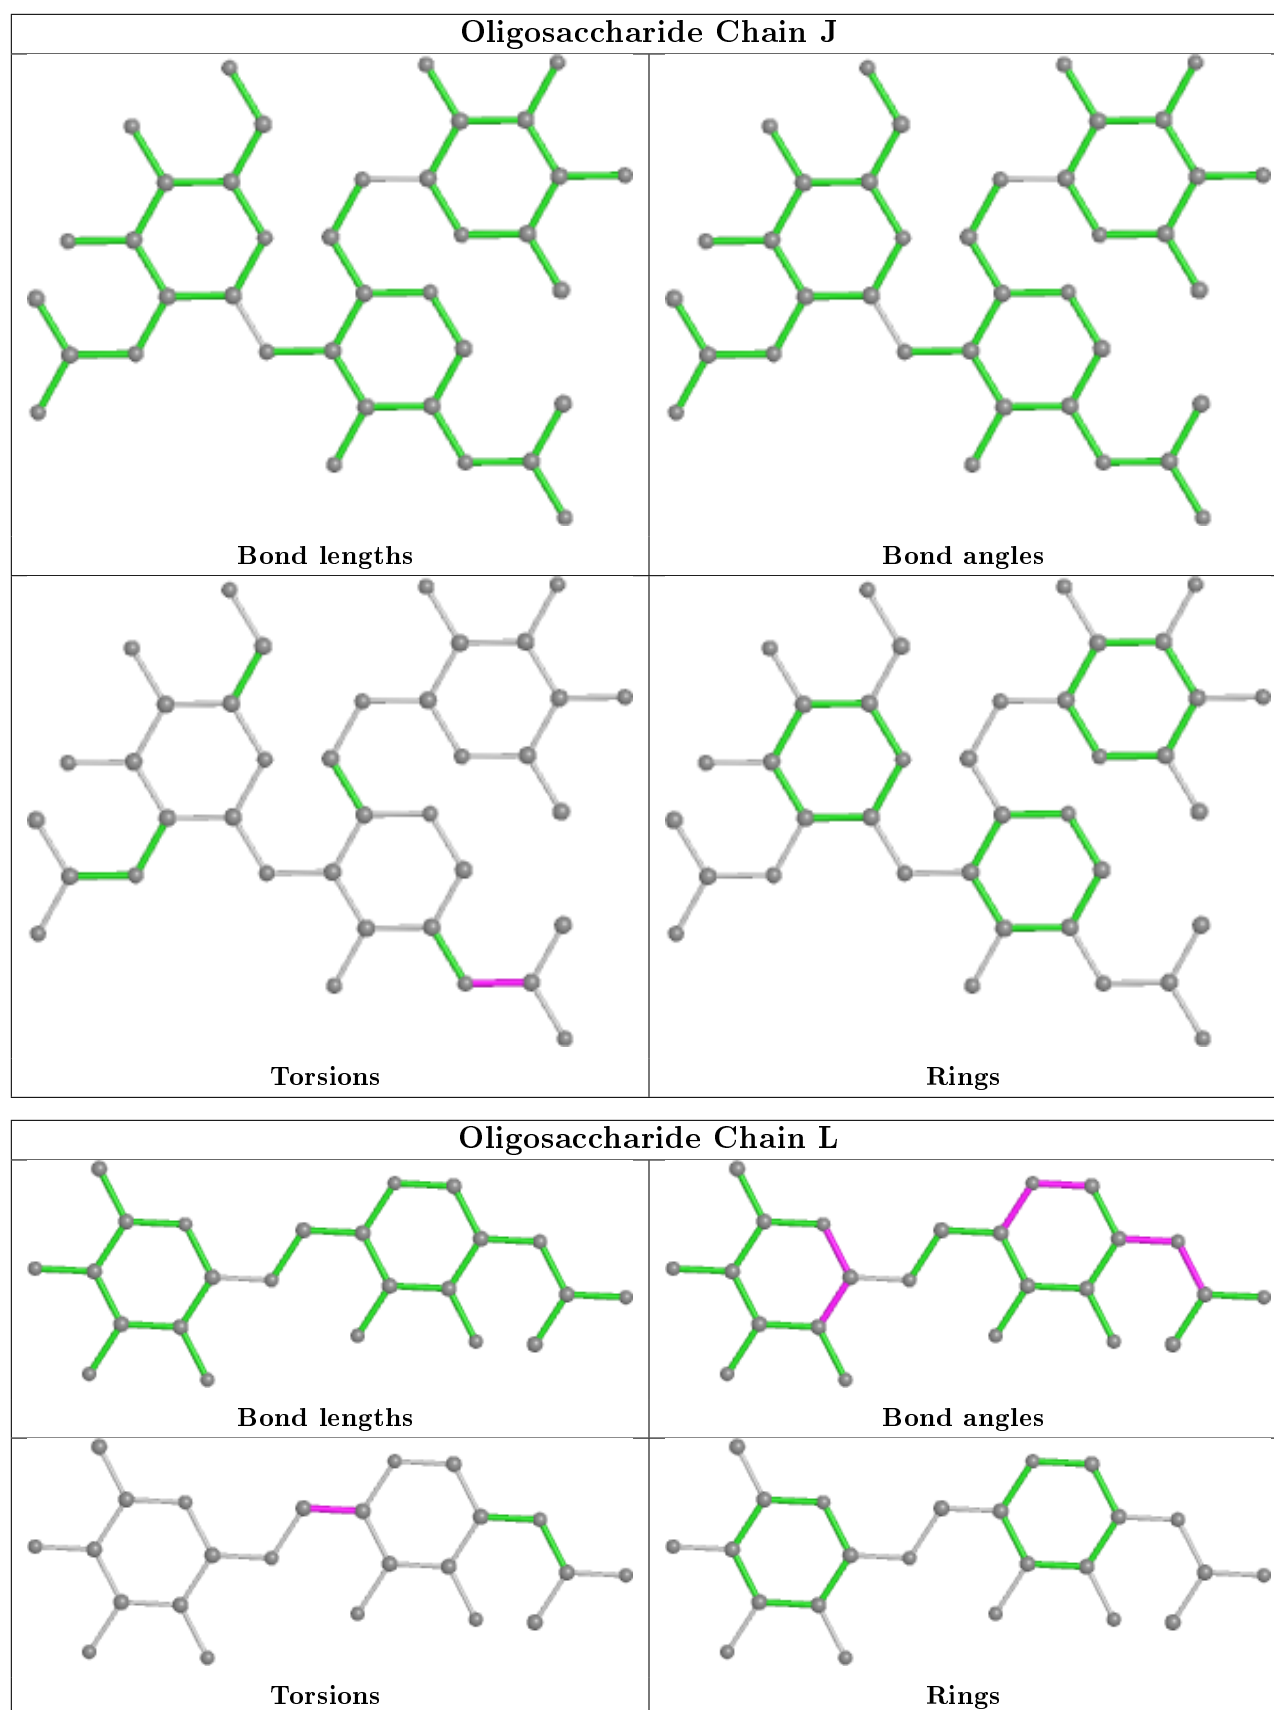 Oligosaccharide Chain J
Bond lengths
Bond angles
Torsions
Rings
Oligosaccharide Chain L
Bond lengths
Bond angles
Torsions
Rings